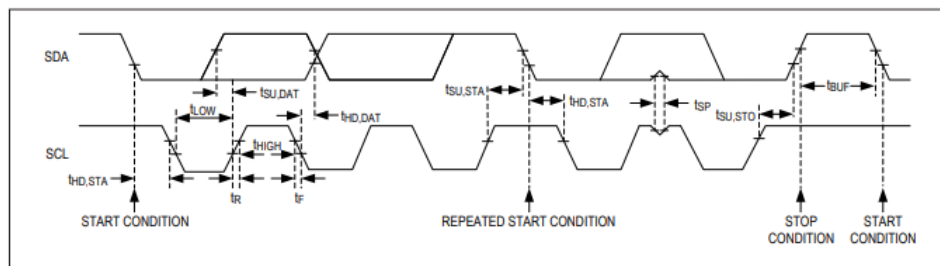 SDA
tSU,DAT
tSU,STA
tHD,STA
tSP
tBUF
tLOW
tHD,DAT
tSU,STO
SCL
tHIGH
tHD,STA
tR
tF
START CONDITION
REPEATED START CONDITION
STOP
CONDITION
START
CONDITION